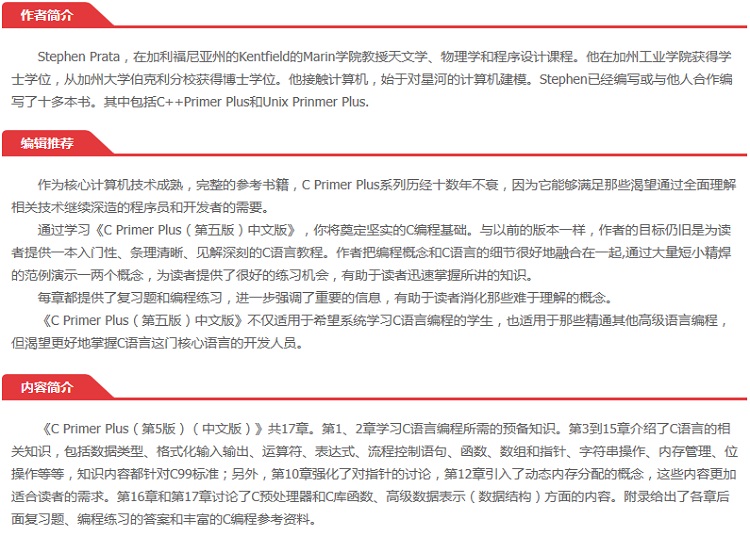 作者简介
Stephen Prata，在加利福尼亚州的Kentfield的Marin学院教授天文学、物理学和程序设计课程。他在加州工业学院获得学
士学位，从加州大学伯克利分校获得博士学位。他接触计算机，始于对星河的计算机建模。Stephen已经编写或与他人合作编
写了十多本书。其中包括C++Primer Plus和Unix Prinmer Plus.
编辑推荐
作为核心计算机技术成熟，完整的参考书籍，C Primer Plus系列历经十数年不衰，因为它能够满足那些渴望通过全面理解
相关技术继续深造的程序员和开发者的需要。
通过学习《C Primer Plus（第五版）中文版》，你将奠定坚实的C编程基础。与以前的版本一样，作者的目标仍旧是为读
者提供一本入门性、条理清晰、见解深刻的C语言教程。作者把编程概念和C语言的细节很好地融合在一起,通过大量短小精焊
的范例演示一两个概念，为读者提供了很好的练习机会，有助于读者迅速掌握所讲的知识。
每章都提供了复习题和编程练习，进一步强调了重要的信息，有助于读者消化那些难于理解的概念。
《C Primer Plus（第五版）中文版》不仅适用于希望系统学习C语言编程的学生，也适用于那些精通其他高级语言编程，
但渴望更好地掌握C语言这门核心语言的开发人员。
内容简介
《C Primer Plus（第5版）（中文版）》共17章。第1、2章学习C语言编程所需的预备知识。第3到15章介绍了C语言的相
关知识，包括数据类型、格式化输入输出、运算符、表达式、流程控制语句、函数、数组和指针、字符串操作、内存管理、位
操作等等，知识内容都针对C99标准；另外，第10章强化了对指针的讨论，第12章引入了动态内存分配的概念，这些内容更加
适合读者的需求。第16章和第17章讨论了C预处理器和C库函数、高级数据表示（数据结构）方面的内容。附录给出了各章后
面复习题、编程练习的答案和丰富的C编程参考资料。